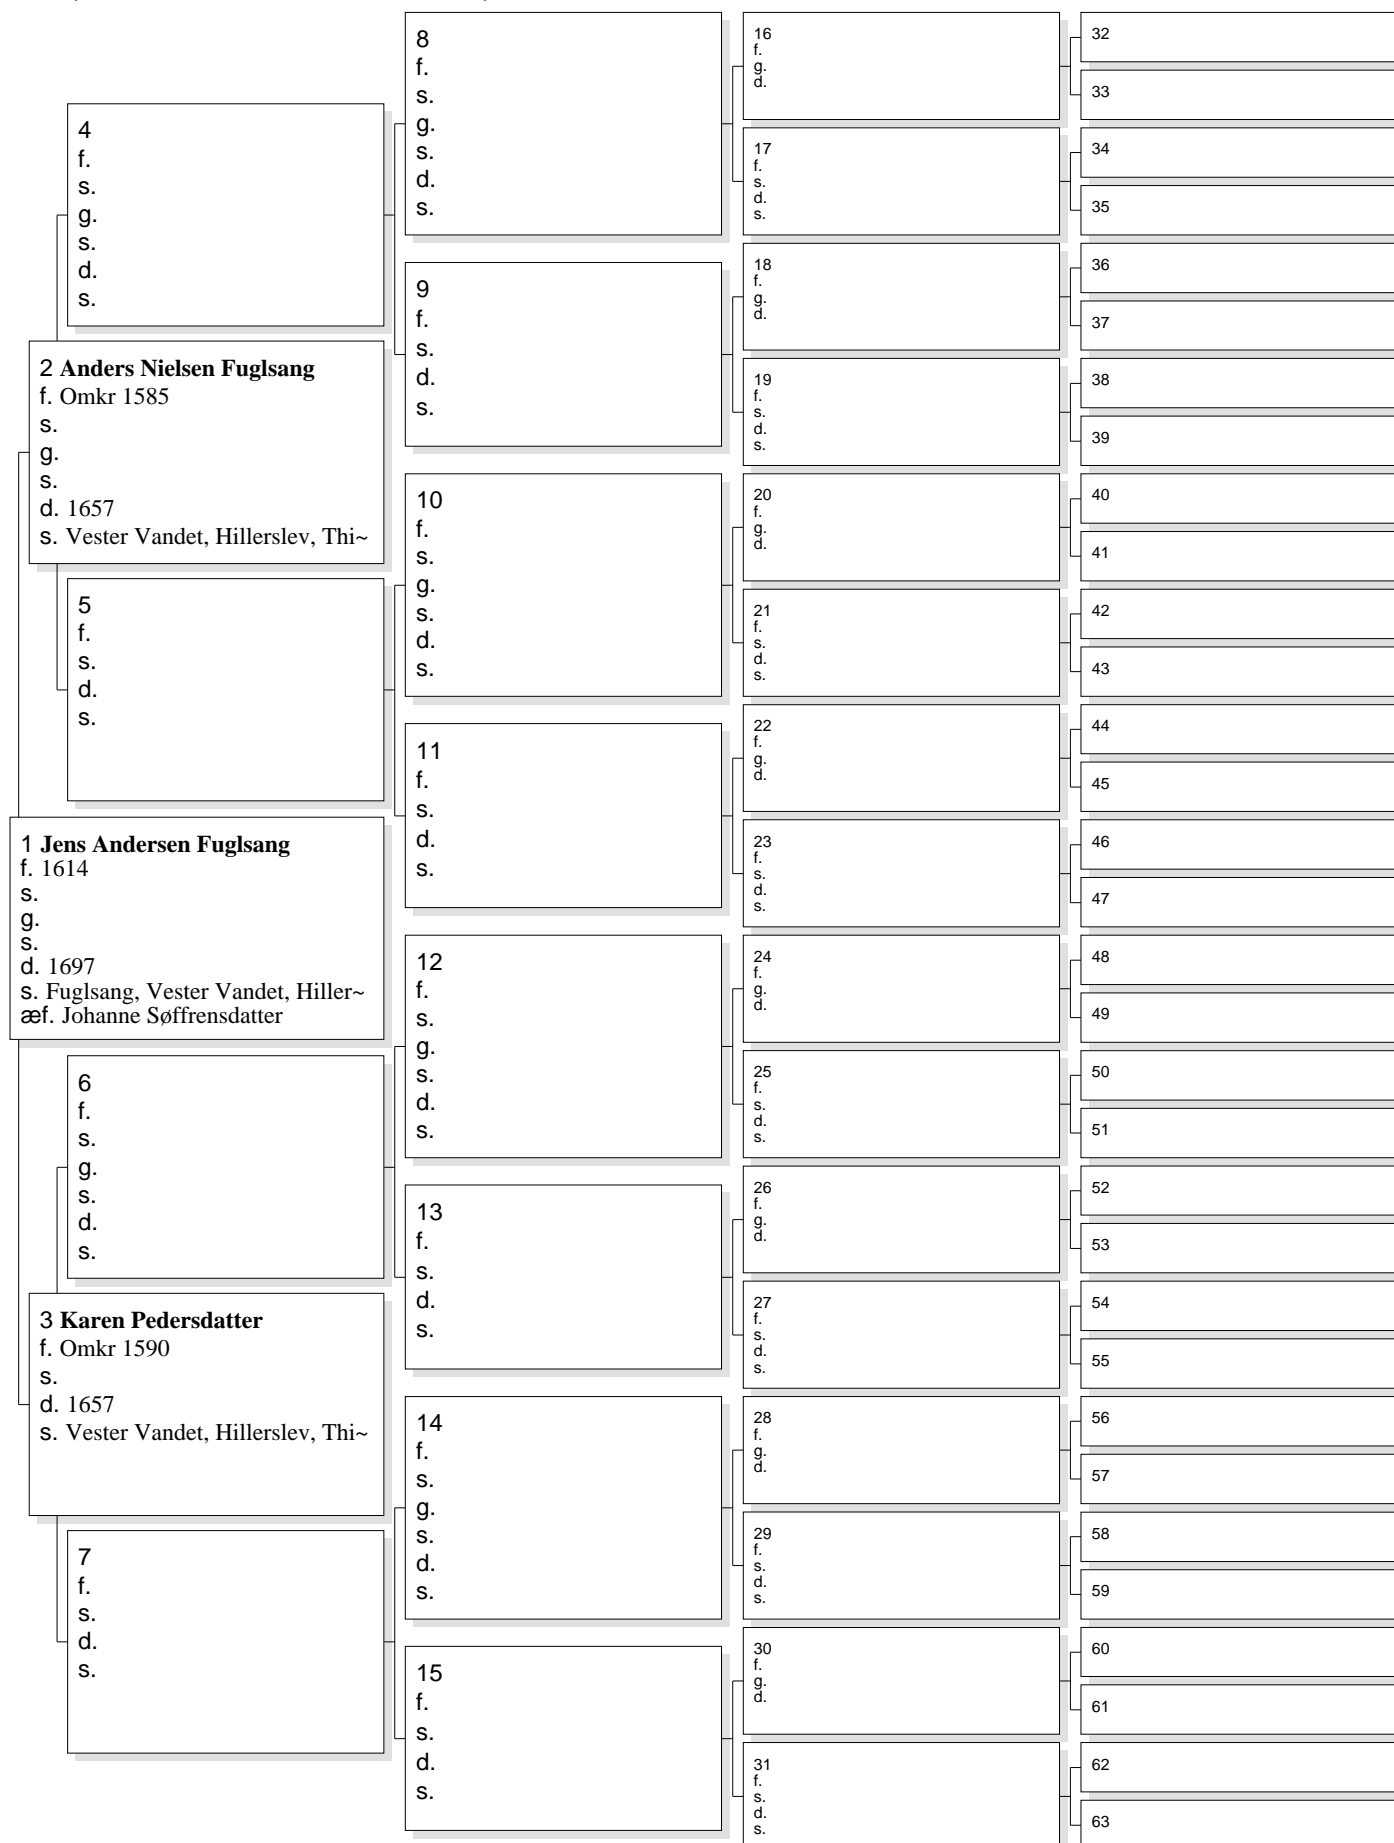 4
f.
s.
g.
s.
d.
s.
2 Anders Nielsen Fuglsang
f. Omkr 1585
s.
g.
s.
d. 1657
s. Vester Vandet, Hillerslev, Thi~
5
f.
s.
d.
s.
1 Jens Andersen Fuglsang
f. 1614
s.
g.
s.
d. 1697
s. Fuglsang, Vester Vandet, Hiller~
æf. Johanne Søffrensdatter
6
f.
s.
g.
s.
d.
s.
3 Karen Pedersdatter
f. Omkr 1590
s.
d. 1657
s. Vester Vandet, Hillerslev, Thi~
7
f.
s.
d.
s.
8
f.
s.
g.
s.
d.
s.
9
f.
s.
d.
s.
10
f.
s.
g.
s.
d.
s.
11
f.
s.
d.
s.
12
f.
s.
g.
s.
d.
s.
13
f.
s.
d.
s.
14
f.
s.
g.
s.
d.
s.
15
f.
s.
d.
s.
16
f.
g.
d.
17
f.
s.
d.
s.
18
f.
g.
d.
19
f.
s.
d.
s.
20
f.
g.
d.
21
f.
s.
d.
s.
22
f.
g.
d.
23
f.
s.
d.
s.
24
f.
g.
d.
25
f.
s.
d.
s.
26
f.
g.
d.
27
f.
s.
d.
s.
28
f.
g.
d.
29
f.
s.
d.
s.
30
f.
g.
d.
31
f.
s.
d.
s.
32
33
34
35
36
37
38
39
40
41
42
43
44
45
46
47
48
49
50
51
52
53
54
55
56
57
58
59
60
61
62
63